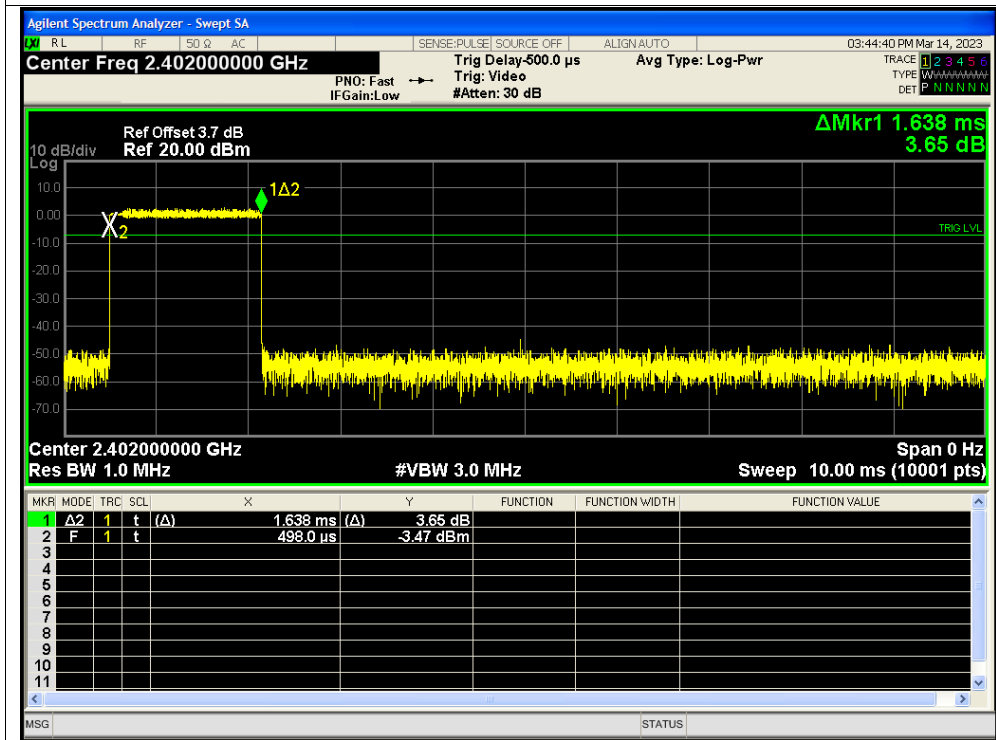 Agilent Spectrum Analyzer - Swept SA
LXI RL RF 50 Ω AC SENSE:PULSE SOURCE OFF ALIGN AUTO 03:44:40 PM Mar 14, 2023
Center Freq 2.402000000 GHz
PNO: Fast
IFGain:Low
Trig Delay-500.0 µs
Trig: Video
#Atten: 30 dB
Avg Type: Log-Pwr
TRACE 1 2 3 4 5 6
TYPE WWWWWW
DET P N N N N N
ΔMkr1 1.638 ms
3.65 dB
10 dB/div
Log
Ref Offset 3.7 dB
Ref 20.00 dBm
10.0
0.00
-10.0
-20.0
-30.0
-40.0
-50.0
-60.0
-70.0
1Δ2
X2
TRIG LVL
Center 2.402000000 GHz Span 0 Hz
Res BW 1.0 MHz #VBW 3.0 MHz Sweep 10.00 ms (10001 pts)
MKR MODE TRC SCL X Y FUNCTION FUNCTION WIDTH FUNCTION VALUE
1 Δ2 1 t (Δ) 1.638 ms (Δ) 3.65 dB
2 F 1 t 498.0 µs -3.47 dBm
3
4
5
6
7
8
9
10
11
MSG STATUS